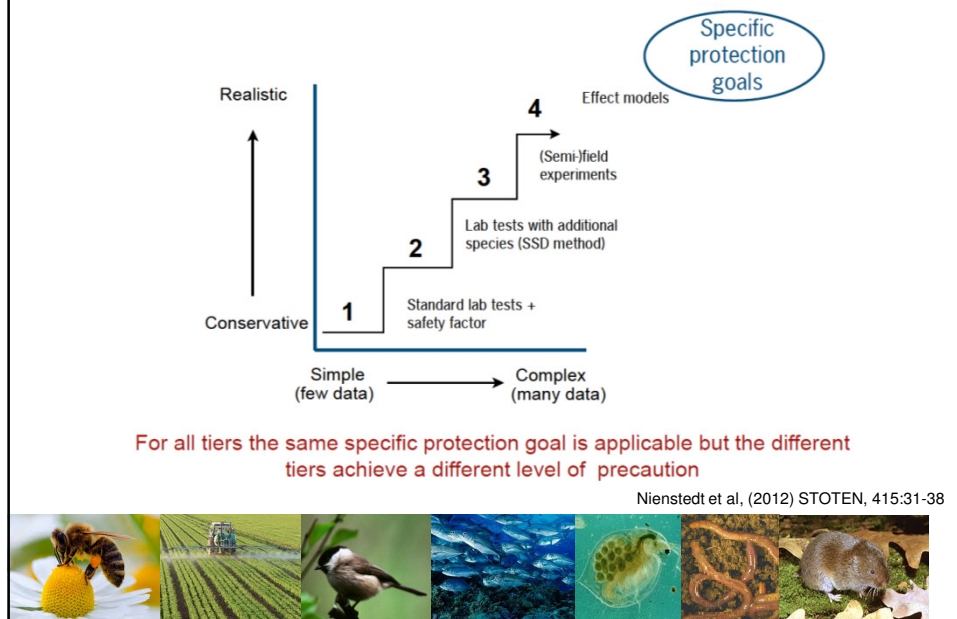 Specific
protection
goals
Realistic
4
Effect models
(Semi-)field
experiments
3
Lab tests with additional
species (SSD method)
2
1
Standard lab tests +
safety factor
Conservative
Simple
(few data)
Complex
(many data)
For all tiers the same specific protection goal is applicable but the different
tiers achieve a different level of precaution
Nienstedt et al, (2012) STOTEN, 415:31-38